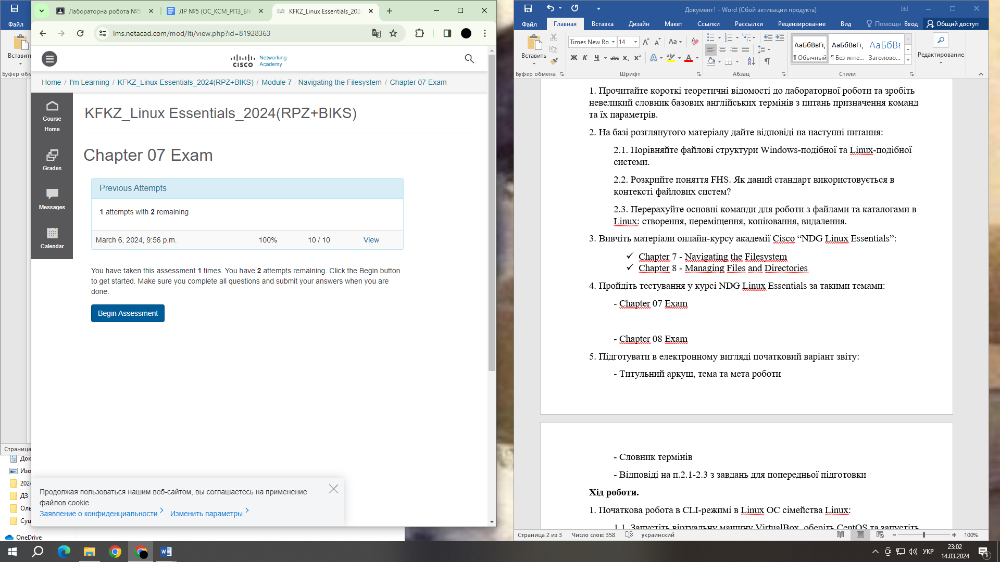 Лабораторна робота №5
ЛР №5 (ОС_КСМ_РПЗ_БІК
KFKZ_Linux Essentials_202
lms.netacad.com/mod/lti/view.php?id=81928363
Файл
Вставить
Буфер обм
Страница
Док
Изо
2024
ДЗ
Оль
Сущ
OneDrive
CISCO
Networking
Academy
Home / I'm Learning / KFKZ_Linux Essentials_2024(RPZ+BIKS) / Module 7 - Navigating the Filesystem / Chapter 07 Exam
Course
Home
Grades
Messages
Calendar
KFKZ_Linux Essentials_2024(RPZ+BIKS)
Chapter 07 Exam
Previous Attempts
1 attempts with 2 remaining
March 6, 2024, 9:56 p.m. 100% 10 / 10 View
You have taken this assessment 1 times. You have 2 attempts remaining. Click the Begin button
to get started. Make sure you complete all questions and submit your answers when you are
done.
Begin Assessment
Продолжая пользоваться нашим веб-сайтом, вы соглашаетесь на применение
файлов cookie.
Заявление о конфиденциальности > Изменить параметры >
Документ1 - Word (Сбой активации продукта)
Файл Главная Вставка Дизайн Макет Ссылки Рассылки Рецензирование Вид Помощн Вход Общий доступ
Вставить
Буфер обмена
Times New Ro 14
Ж К Ч abc x₂ x²
Шрифт
Абзац
АаБбВвГг, АаБбВвГг, АаБбВı
¶ Обычный ¶ Без инте... Заголово...
Стили
Редактирование
1. Прочитайте короткі теоретичні відомості до лабораторної роботи та зробіть
невеликий словник базових англійських термінів з питань призначення команд
та їх параметрів.
2. На базі розглянутого матеріалу дайте відповіді на наступні питання:
2.1. Порівняйте файлові структури Windows-подібної та Linux-подібної
системи.
2.2. Розкрийте поняття FHS. Як даний стандарт використовується в
контексті файлових систем?
2.3. Перерахуйте основні команди для роботи з файлами та каталогами в
Linux: створення, переміщення, копіювання, видалення.
3. Вивчіть матеріали онлайн-курсу академії Cisco “NDG Linux Essentials”:
✓ Chapter 7 - Navigating the Filesystem
✓ Chapter 8 - Managing Files and Directories
4. Пройдіть тестування у курсі NDG Linux Essentials за такими темами:
- Chapter 07 Exam
- Chapter 08 Exam
5. Підготувати в електронному вигляді початковий варіант звіту:
- Титульний аркуш, тема та мета роботи
- Словник термінів
- Відповіді на п.2.1-2.3 з завдань для попередньої підготовки
Хід роботи.
1. Початкова робота в CLI-режимі в Linux ОС сімейства Linux:
1.1. Запустіть віртуальну машину VirtualBox, оберіть CentOS та запустіть
Страница 2 из 3 Число слов: 358 украинский 100%
УКР
23:02
14.03.2024
1